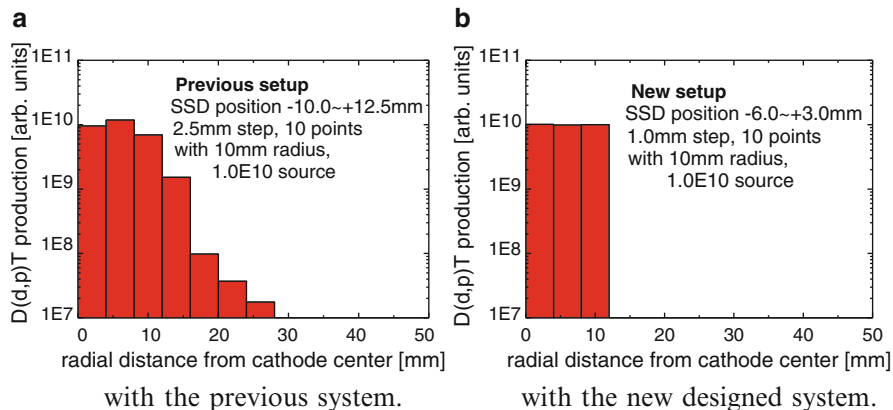 a
D(d,p)T production [arb. units]
1E11
1E10
1E9
1E8
1E7
Previous setup
SSD position -10.0~+12.5mm
2.5mm step, 10 points
with 10mm radius,
1.0E10 source
0 10 20 30 40 50
radial distance from cathode center [mm]
with the previous system.
b
D(d,p)T production [arb. units]
1E11
1E10
1E9
1E8
1E7
New setup
SSD position -6.0~+3.0mm
1.0mm step, 10 points
with 10mm radius,
1.0E10 source
0 10 20 30 40 50
radial distance from cathode center [mm]
with the new designed system.